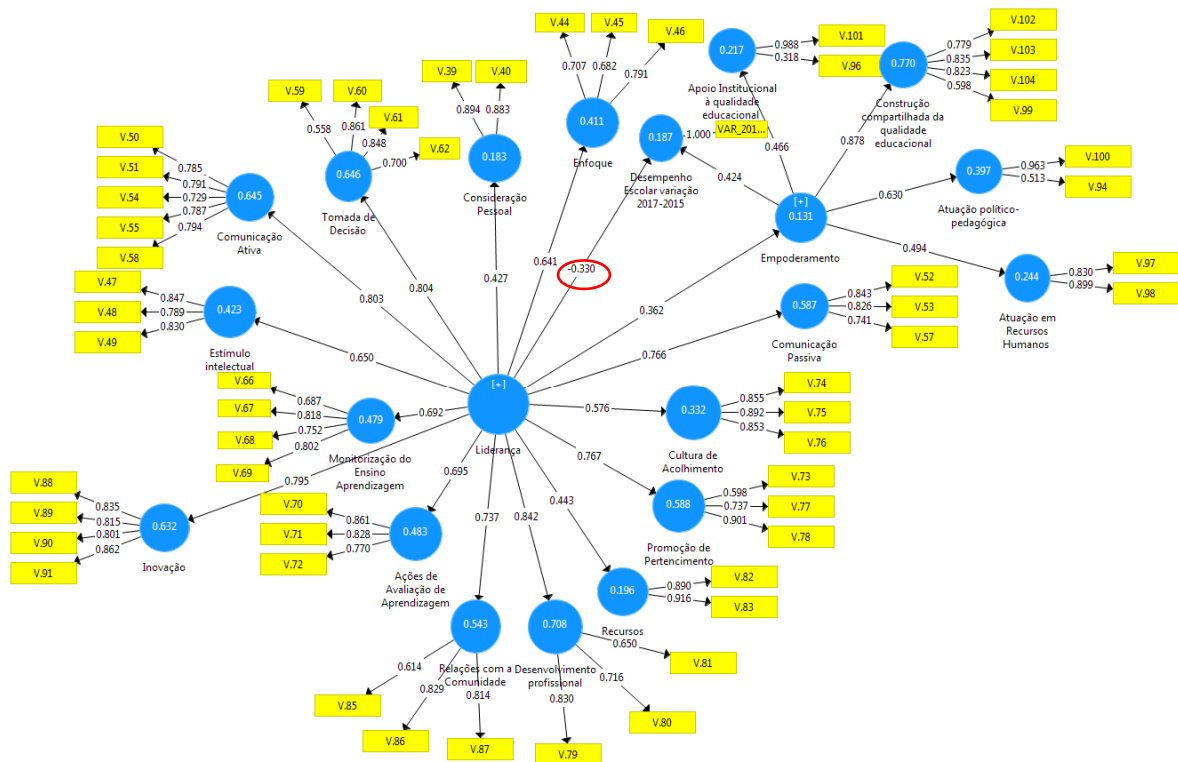 V.44
V.45
V.46
0.707
0.682
0.791
0.411
Enfoque
V.39
V.40
0.894
0.883
0.183
Consideração
Pessoal
V.59
V.60
V.61
V.62
0.558
0.861
0.848
0.700
0.646
Tomada de
Decisão
V.50
V.51
V.54
V.55
V.58
0.785
0.791
0.729
0.787
0.794
0.645
Comunicação
Ativa
V.47
V.48
V.49
0.847
0.789
0.830
0.423
Estímulo
intelectual
0.217
0.988
0.318
V.101
V.96
Apoio Institucional
à qualidade
educacional
0.770
0.779
0.835
0.823
0.598
V.102
V.103
V.104
V.99
Construção
compartilhada da
qualidade
educacional
0.187
1.000
VAR_201...
Desempenho
Escolar variação
2017-2015
0.466
0.878
0.424
[+]
0.131
Empoderamento
0.630
0.397
0.963
0.513
V.100
V.94
Atuação político-
pedagógica
0.494
0.244
0.830
0.899
V.97
V.98
Atuação em
Recursos
Humanos
0.587
0.843
0.826
0.741
V.52
V.53
V.57
Comunicação
Passiva
0.803
0.804
0.427
0.641
-0.330
0.362
0.766
0.650
[+]
Liderança
0.692
0.576
0.795
0.695
0.737
0.842
0.443
0.767
V.66
V.67
V.68
V.69
0.687
0.818
0.752
0.802
0.479
Monitorização do
Ensino
Aprendizagem
0.332
0.855
0.892
0.853
V.74
V.75
V.76
Cultura de
Acolhimento
0.588
0.598
0.737
0.901
V.73
V.77
V.78
Promoção de
Pertencimento
V.88
V.89
V.90
V.91
0.835
0.815
0.801
0.862
0.632
Inovação
V.70
V.71
V.72
0.861
0.828
0.770
0.483
Ações de
Avaliação de
Aprendizagem
0.196
0.890
0.916
V.82
V.83
Recursos
0.543
Relações com a
Comunidade
0.614
0.829
0.814
V.85
V.86
V.87
0.708
Desenvolvimento
profissional
0.650
0.716
0.830
V.81
V.80
V.79